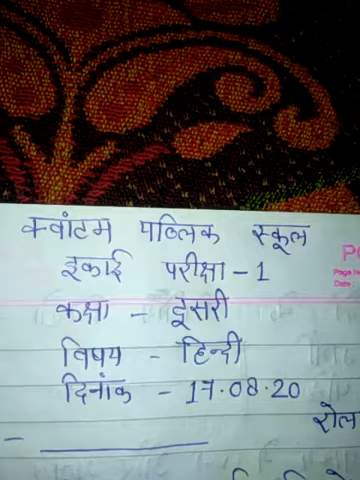 क्वांटम पब्लिक स्कूल
इकाई परीक्षा - 1
कक्षा - दूसरी
विषय - हिन्दी
दिनांक - 17.08.20
रोल